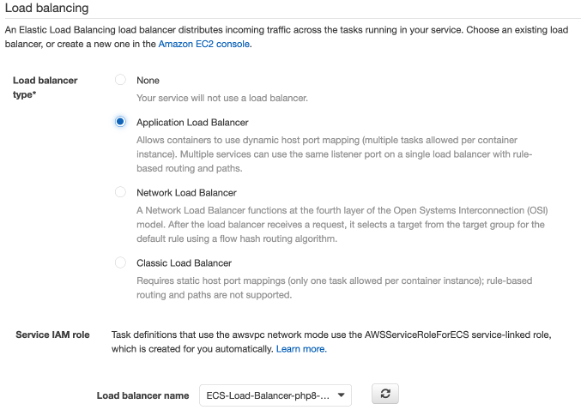 Load balancing
An Elastic Load Balancing load balancer distributes incoming traffic across the tasks running in your service. Choose an existing load
balancer, or create a new one in the Amazon EC2 console.
Load balancer
type*
None
Your service will not use a load balancer.
Application Load Balancer
Allows containers to use dynamic host port mapping (multiple tasks allowed per container
instance). Multiple services can use the same listener port on a single load balancer with rule-
based routing and paths.
Network Load Balancer
A Network Load Balancer functions at the fourth layer of the Open Systems Interconnection (OSI)
model. After the load balancer receives a request, it selects a target from the target group for the
default rule using a flow hash routing algorithm.
Classic Load Balancer
Requires static host port mappings (only one task allowed per container instance); rule-based
routing and paths are not supported.
Service IAM role
Task definitions that use the awsvpc network mode use the AWSServiceRoleForECS service-linked role,
which is created for you automatically. Learn more.
Load balancer name
ECS-Load-Balancer-php8-...